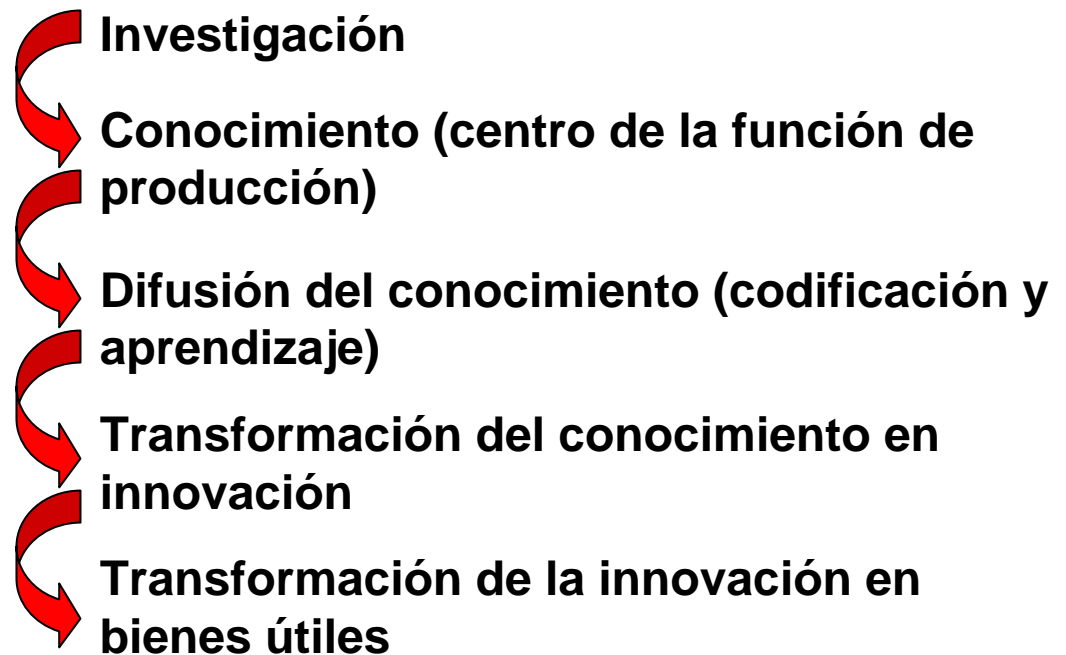 Investigación
Conocimiento (centro de la función de
producción)
Difusión del conocimiento (codificación y
aprendizaje)
Transformación del conocimiento en
innovación
Transformación de la innovación en
bienes útiles